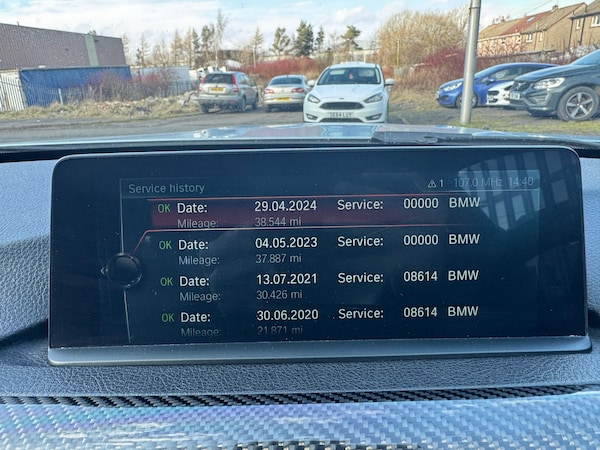 Service history
1 107.0 MHz 14:40
OK Date: 29.04.2024 Service: 00000 BMW
Mileage: 38.544 mi
OK Date: 04.05.2023 Service: 00000 BMW
Mileage: 37.887 mi
OK Date: 13.07.2021 Service: 08614 BMW
Mileage: 30.426 mi
OK Date: 30.06.2020 Service: 08614 BMW
Mileage: 21.871 mi